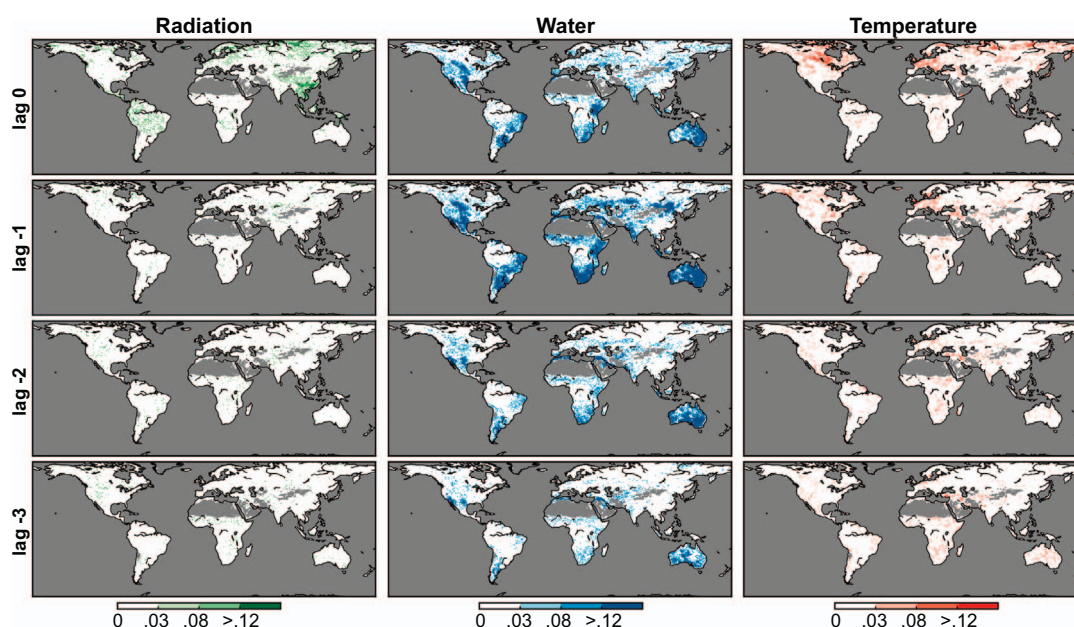 Radiation Water Temperature
lag 0
lag -1
lag -2
lag -3
0 .03 .08 >.12 0 .03 .08 >.12 0 .03 .08 >.12